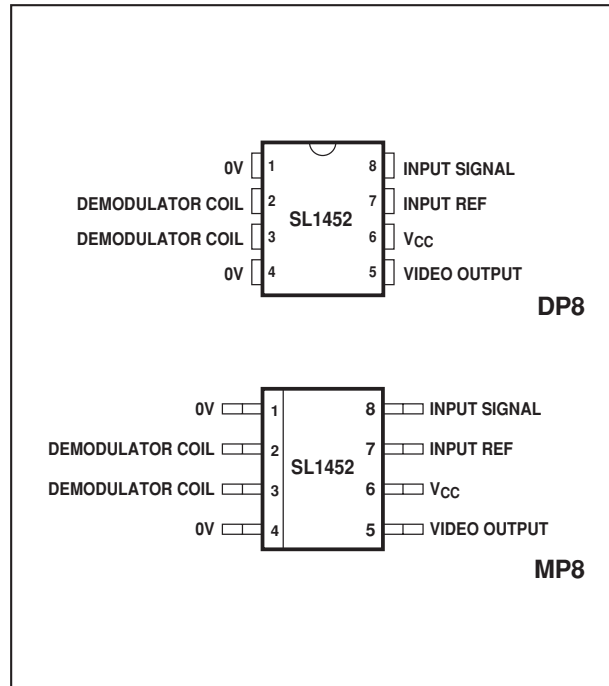 0V 1 8 INPUT SIGNAL
DEMODULATOR COIL 2 7 INPUT REF
SL1452
DEMODULATOR COIL 3 6 VCC
0V 4 5 VIDEO OUTPUT
DP8
0V 1 8 INPUT SIGNAL
DEMODULATOR COIL 2 7 INPUT REF
SL1452
DEMODULATOR COIL 3 6 VCC
0V 4 5 VIDEO OUTPUT
MP8